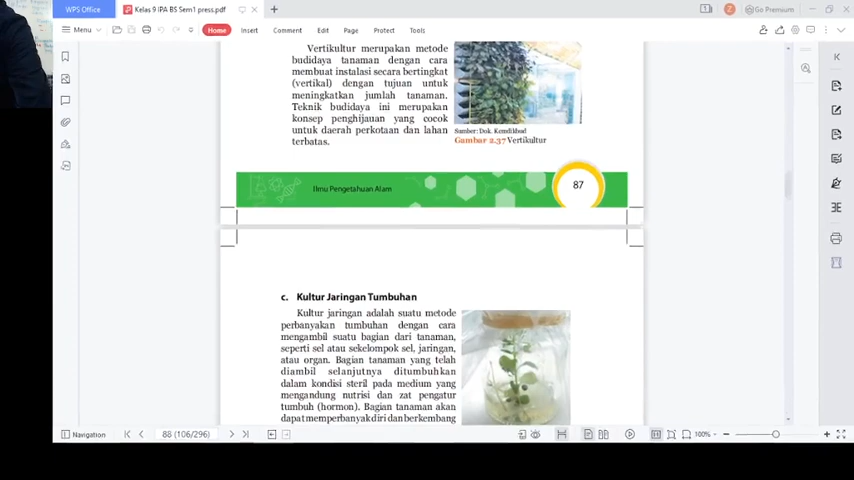 WPS Office
Kelas 9 IPA BS Sem1 press.pdf
Go Premium
Menu
Home
Insert
Comment
Edit
Page
Protect
Tools
Vertikultur merupakan metode
budidaya tanaman dengan cara
membuat instalasi secara bertingkat
(vertikal) dengan tujuan untuk
meningkatkan jumlah tanaman.
Teknik budidaya ini merupakan
konsep penghijauan yang cocok
untuk daerah perkotaan dan lahan
terbatas.
Sumber: Dok. Kemdikbud
Gambar 2.37 Vertikultur
Ilmu Pengetahuan Alam
87
c. Kultur Jaringan Tumbuhan
Kultur jaringan adalah suatu metode
perbanyakan tumbuhan dengan cara
mengambil suatu bagian dari tanaman,
seperti sel atau sekelompok sel, jaringan,
atau organ. Bagian tanaman yang telah
diambil selanjutnya ditumbuhkan
dalam kondisi steril pada medium yang
mengandung nutrisi dan zat pengatur
tumbuh (hormon). Bagian tanaman akan
dapat memperbanyak diri dan berkembang
Navigation
88 (106/296)
100%